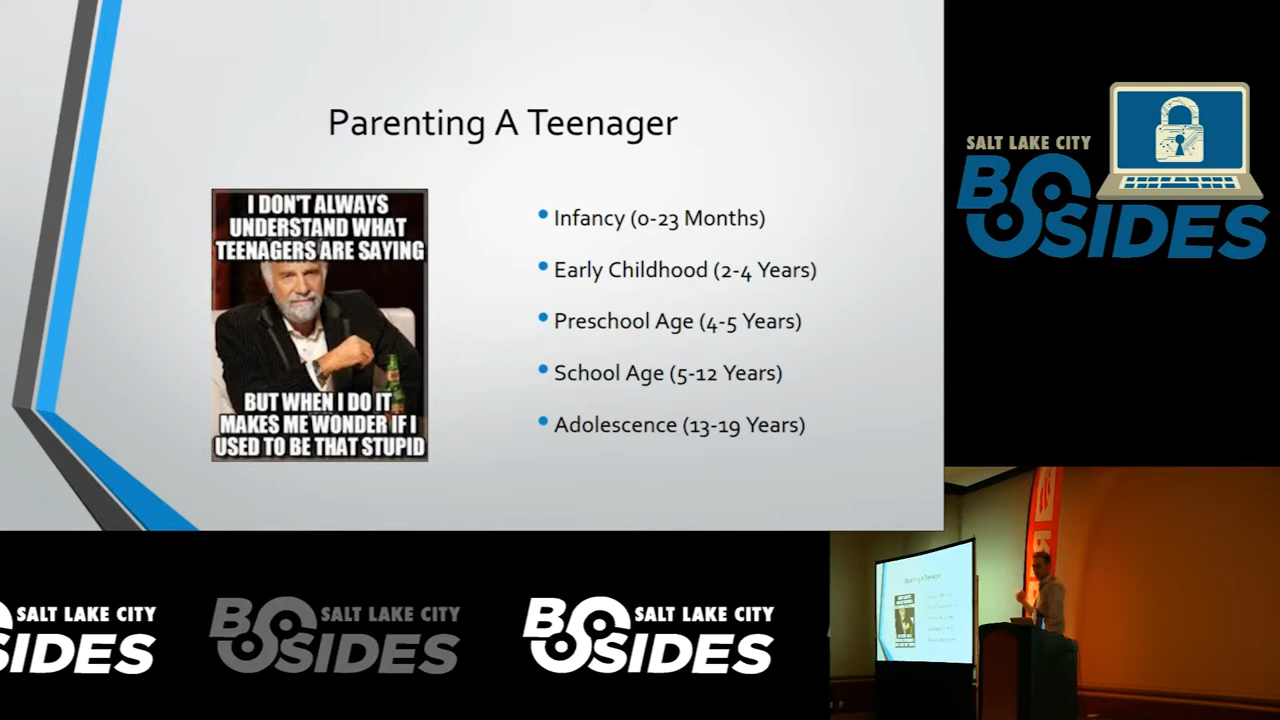 Parenting A Teenager
I DON'T ALWAYS
UNDERSTAND WHAT
TEENAGERS ARE SAYING
BUT WHEN I DO IT
MAKES ME WONDER IF I
USED TO BE THAT STUPID
• Infancy (0-23 Months)
• Early Childhood (2-4 Years)
• Preschool Age (4-5 Years)
• School Age (5-12 Years)
• Adolescence (13-19 Years)
SALT LAKE CITY
BSIDES
SALT LAKE CITY
SIDES
SALT LAKE CITY
BSIDES
SALT LAKE CITY
BSIDES
Parenting A Teenager